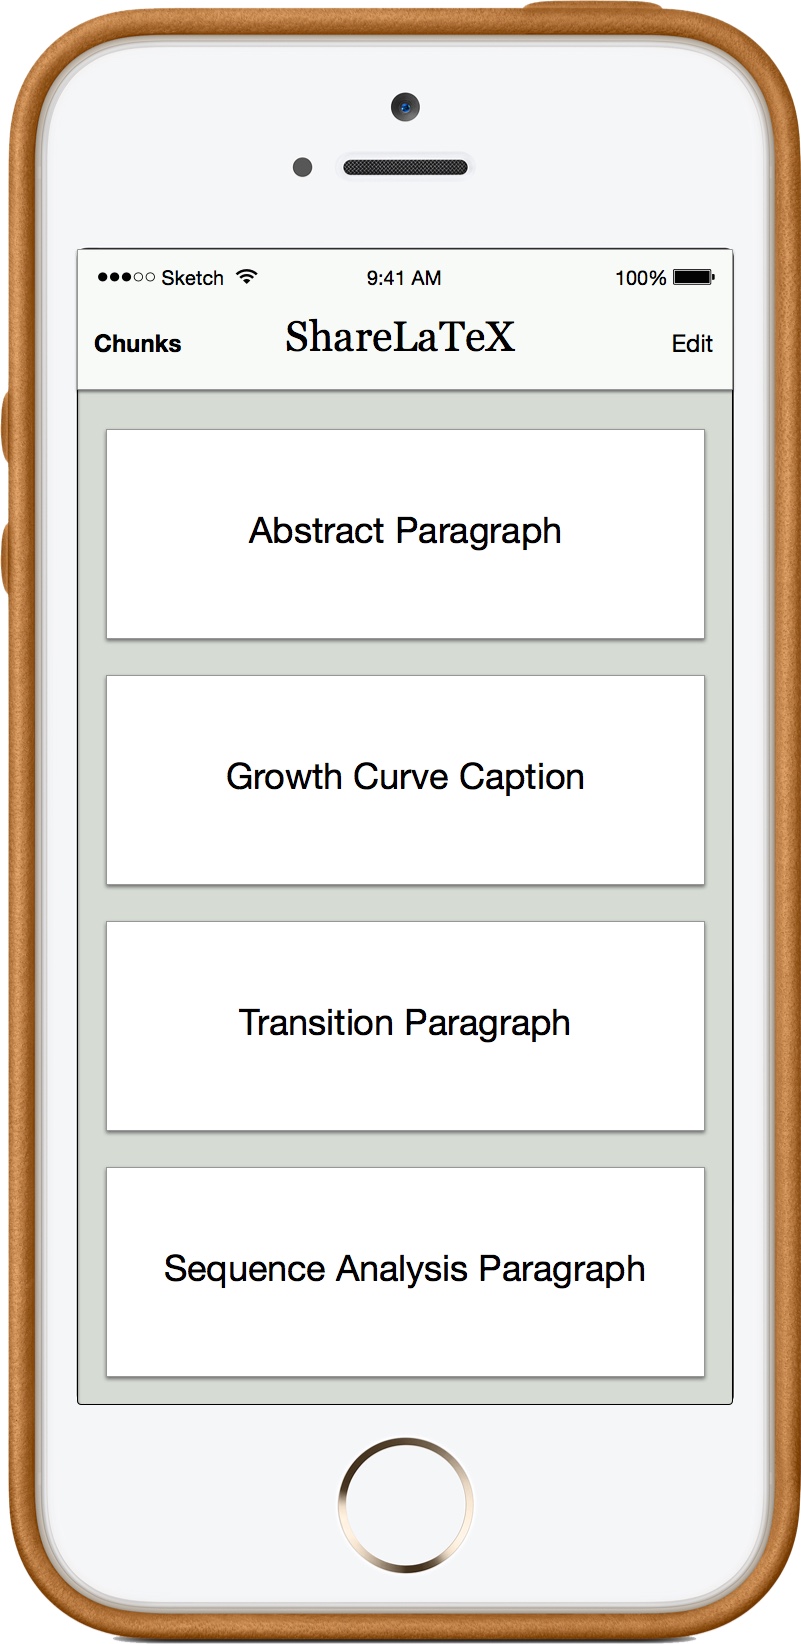 Sketch 9:41 AM 100%
Chunks ShareLaTeX Edit
Abstract Paragraph
Growth Curve Caption
Transition Paragraph
Sequence Analysis Paragraph